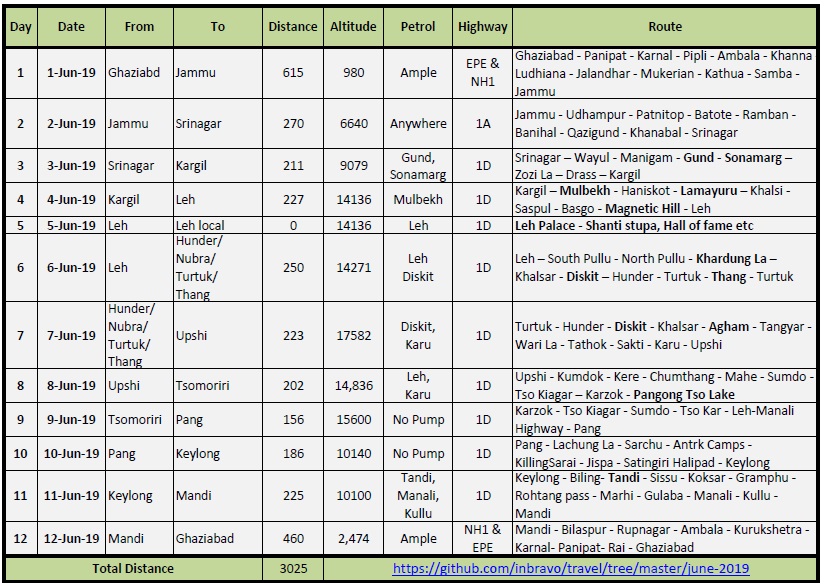 Day Date From To Distance Altitude Petrol Highway Route
1 1-Jun-19 Ghaziabd Jammu 615 980 Ample EPE & NH1 Ghaziabad - Panipat - Karnal - Pipli - Ambala - Khanna
Ludhiana - Jalandhar - Mukerian - Kathua - Samba -
Jammu
2 2-Jun-19 Jammu Srinagar 270 6640 Anywhere 1A Jammu - Udhampur - Patnitop - Batote - Ramban -
Banihal - Qazigund - Khanabal - Srinagar
3 3-Jun-19 Srinagar Kargil 211 9079 Gund, Sonamarg 1D Srinagar – Wayul - Manigam - Gund - Sonamarg –
Zozi La – Drass – Kargil
4 4-Jun-19 Kargil Leh 227 14136 Mulbekh 1D Kargil – Mulbekh - Haniskot - Lamayuru – Khalsi -
Saspul - Basgo - Magnetic Hill - Leh
5 5-Jun-19 Leh Leh local 0 14136 Leh 1D Leh Palace - Shanti stupa, Hall of fame etc
6 6-Jun-19 Leh Hunder/ Nubra/ Turtuk/ Thang 250 14271 Leh Diskit 1D Leh – South Pullu - North Pullu - Khardung La –
Khalsar - Diskit – Hunder - Turtuk - Thang - Turtuk
7 7-Jun-19 Hunder/ Nubra/ Turtuk/ Thang Upshi 223 17582 Diskit, Karu 1D Turtuk - Hunder - Diskit - Khalsar - Agham - Tangyar -
Wari La - Tathok - Sakti - Karu - Upshi
8 8-Jun-19 Upshi Tsomoriri 202 14,836 Leh, Karu 1D Upshi - Kumdok - Kere - Chumthang - Mahe - Sumdo -
Tso Kiagar – Karzok - Pangong Tso Lake
9 9-Jun-19 Tsomoriri Pang 156 15600 No Pump 1D Karzok - Tso Kiagar - Sumdo - Tso Kar - Leh-Manali
Highway - Pang
10 10-Jun-19 Pang Keylong 186 10140 No Pump 1D Pang - Lachung La - Sarchu - Antrk Camps -
KillingSarai - Jispa - Satingiri Halipad - Keylong
11 11-Jun-19 Keylong Mandi 225 10100 Tandi, Manali, Kullu 1D Keylong - Biling- Tandi - Sissu - Koksar - Gramphu -
Rohtang pass - Marhi - Gulaba - Manali - Kullu -
Mandi
12 12-Jun-19 Mandi Ghaziabad 460 2,474 Ample NH1 & EPE Mandi - Bilaspur - Rupnagar - Ambala - Kurukshetra -
Karnal- Panipat- Rai - Ghaziabad
Total Distance 3025 https://github.com/inbravo/travel/tree/master/june-2019